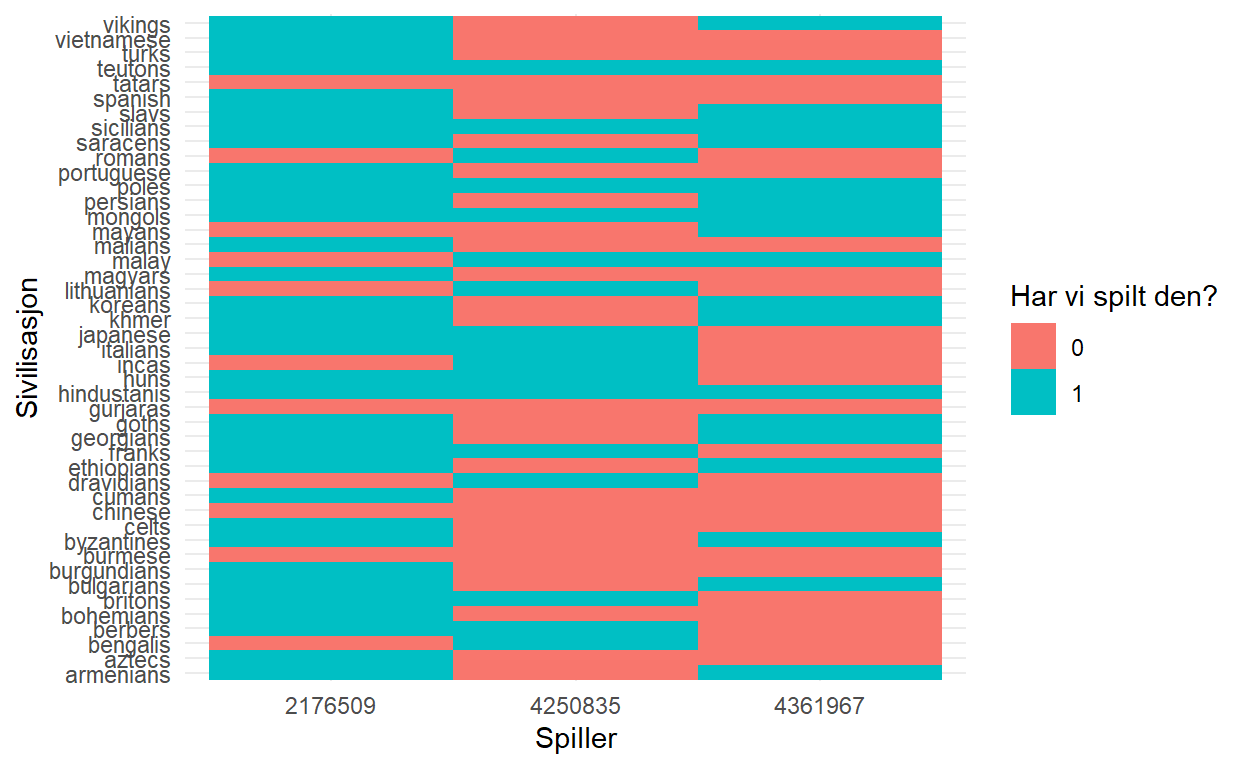 vikings
vietnamese
turks
teutons
tatars
spanish
slavs
sicilians
saracens
romans
portuguese
poles
persians
mongols
mayans
malians
malay
magyars
lithuanians
koreans
khmer
japanese
italians
incas
huns
hindustanis
gurjaras
goths
georgians
franks
ethiopians
dravidians
cumans
chinese
celts
byzantines
burmese
burgundians
bulgarians
britons
bohemians
berbers
bengalis
aztecs
armenians
Sivilisasjon
2176509 4250835 4361967
Spiller
Har vi spilt den?
0
1